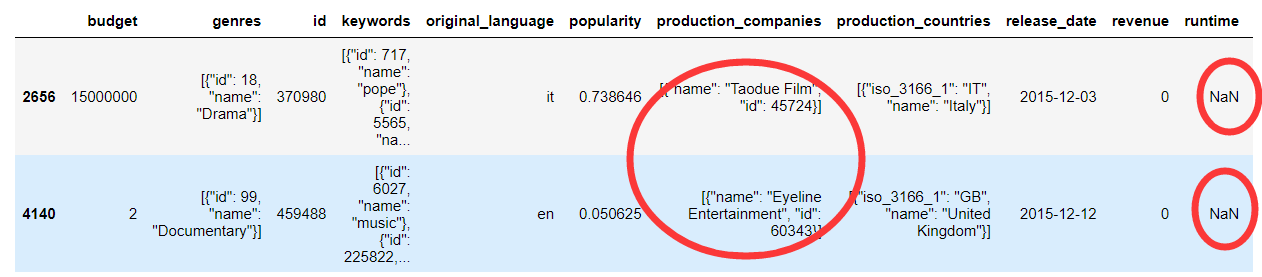 budget genres id keywords original_language popularity production_companies production_countries release_date revenue runtime
[{"id": 717,
"name":
"pope"},
{"id":
5565,
"na...
[{"id": 18,
"name":
"Drama"}]
[{"name": "Taodue Film",
"id": 45724}]
[{"iso_3166_1": "IT",
"name": "Italy"}]
2656 15000000 370980 it 0.738646 2015-12-03 0 NaN
[{"id":
6027,
"name":
"music"},
{"id":
225822,...
[{"id": 99,
"name":
"Documentary"}]
[{"name": "Eyeline
Entertainment", "id":
60343}]
[{"iso_3166_1": "GB",
"name": "United
Kingdom"}]
4140 2 459488 en 0.050625 2015-12-12 0 NaN